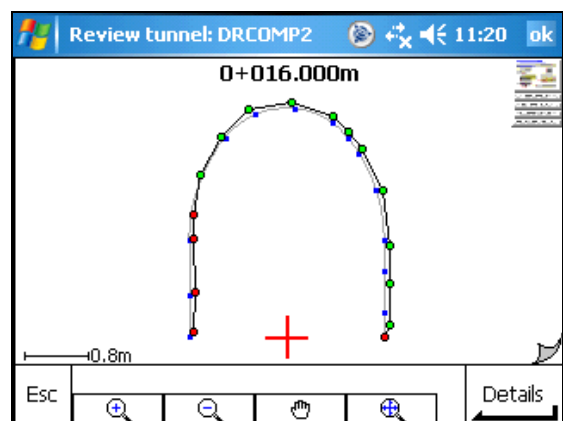 Review tunnel: DRCOMP2 11:20 ok
0+016.000m
0.8m
Esc
Details